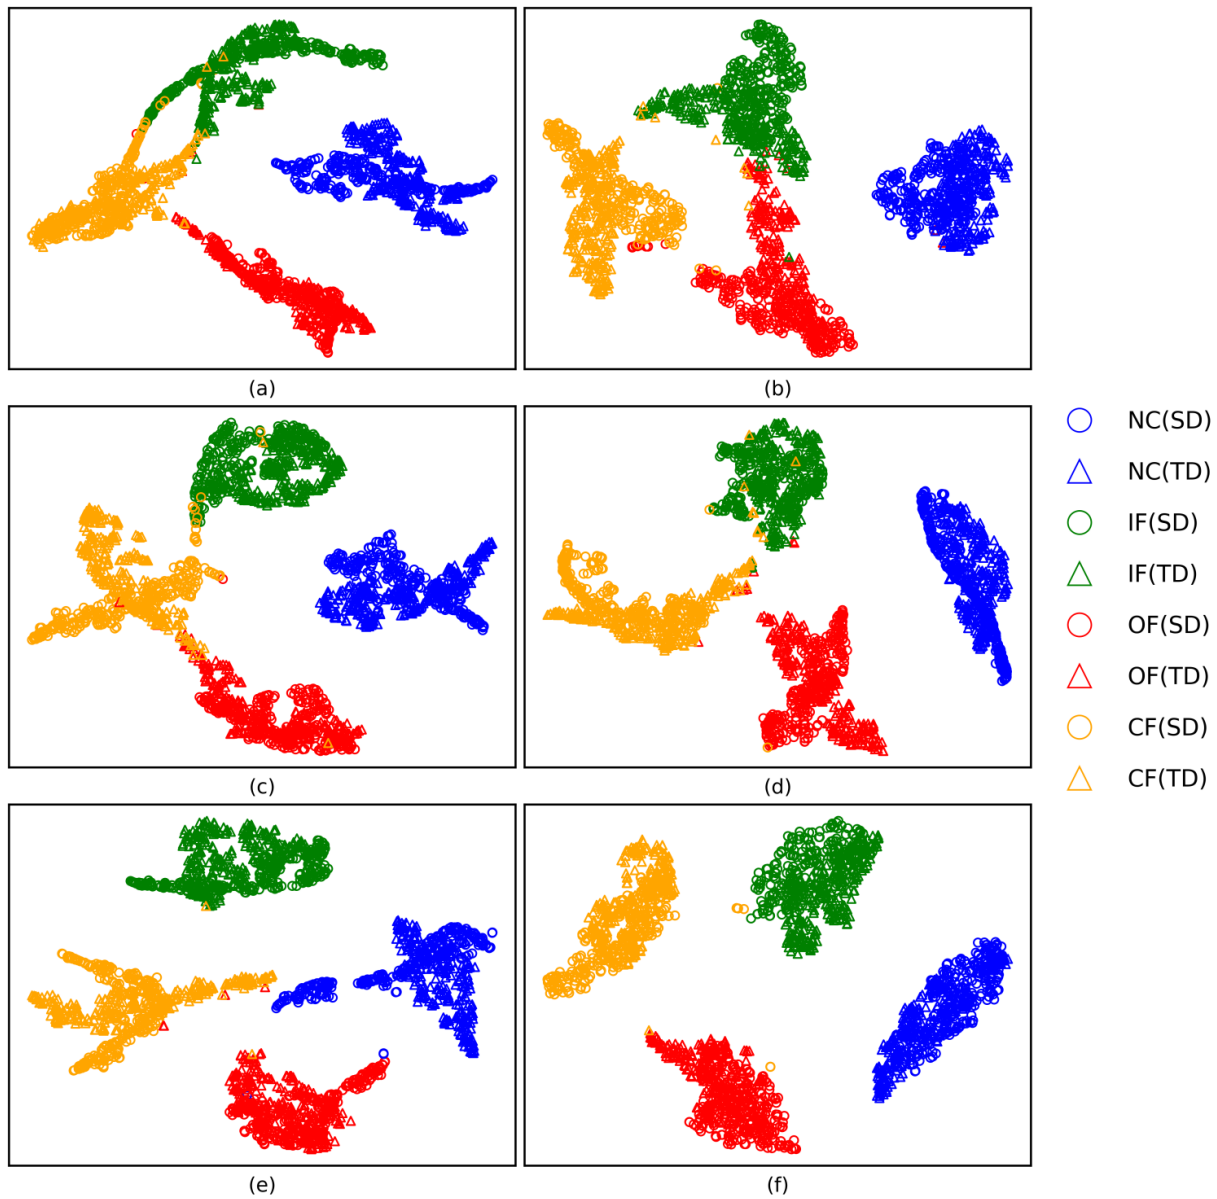 (a)
(b)
(c)
(d)
(e)
(f)
NC(SD)
NC(TD)
IF(SD)
IF(TD)
OF(SD)
OF(TD)
CF(SD)
CF(TD)